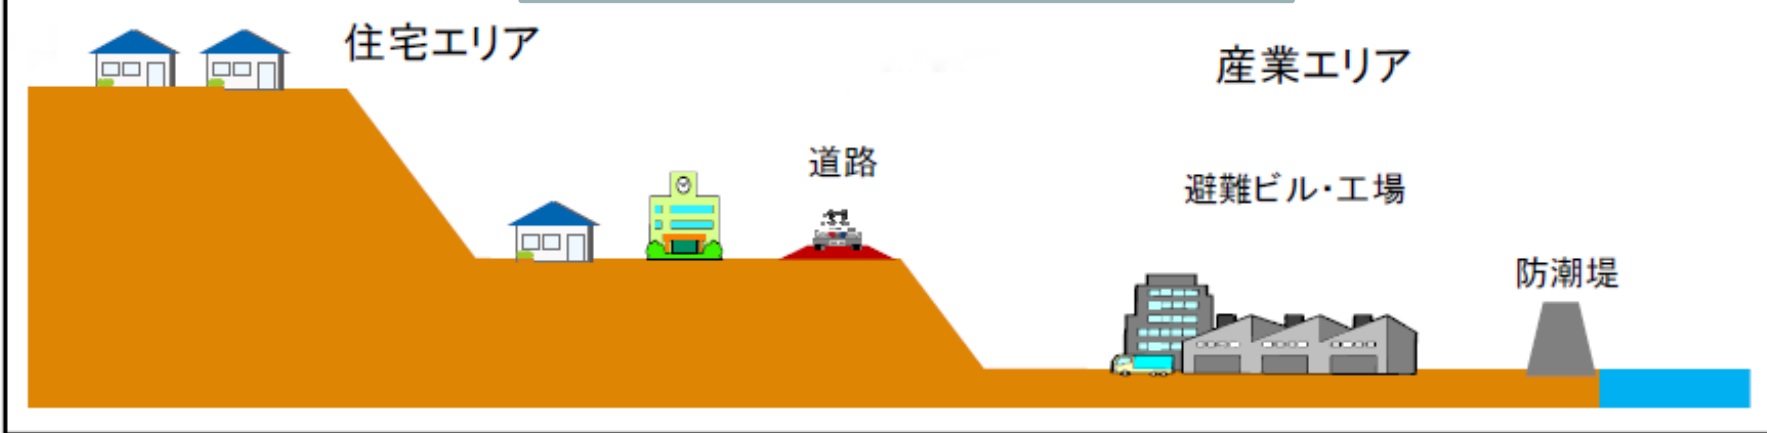 住宅エリア
産業エリア
道路
避難ビル・工場
防潮堤